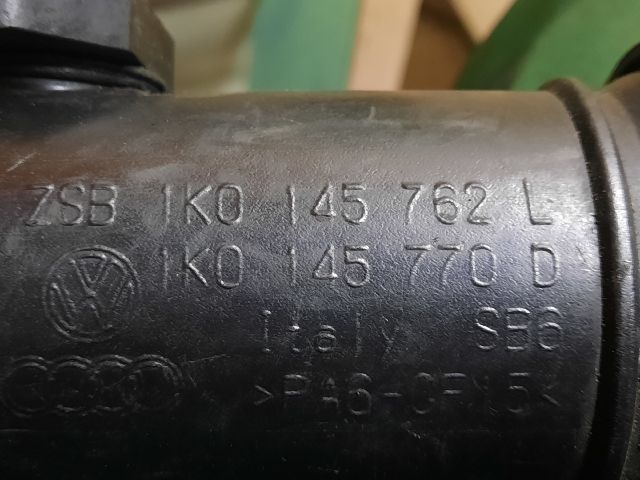 ZSB 1K0 145 762 L
1K0 145 770 D
Italy SB6
>PA6-GF15<